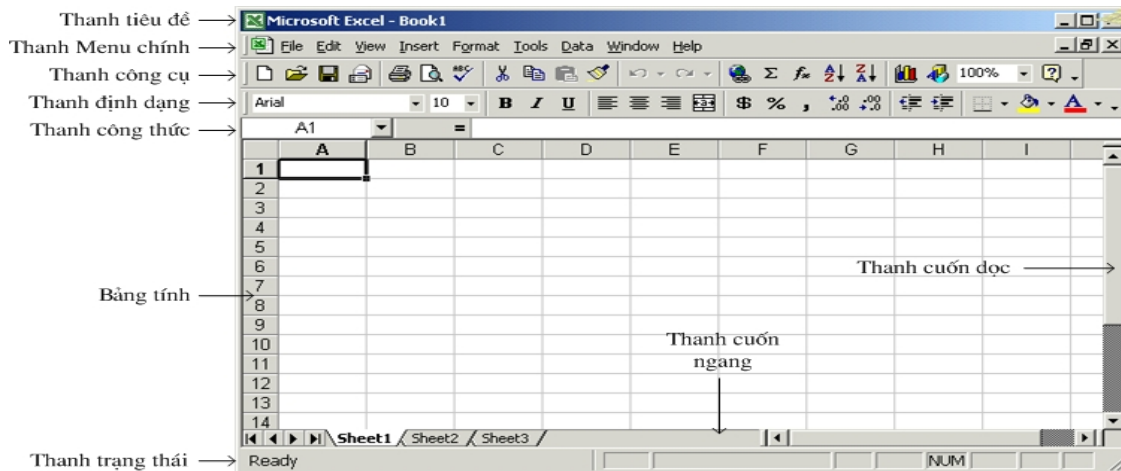 Thanh tiêu đề
Microsoft Excel - Book1
Thanh Menu chính
File Edit View Insert Format Tools Data Window Help
Thanh công cụ
100%
Thanh định dạng
Arial 10 B I U $ % ,
Thanh công thức
A1 =
A B C D E F G H I
1
2
3
4
5
6
Thanh cuốn dọc
7
Bảng tính
8
9
10
Thanh cuốn
ngang
11
12
13
14
Sheet1 Sheet2 Sheet3
Thanh trạng thái
Ready NUM